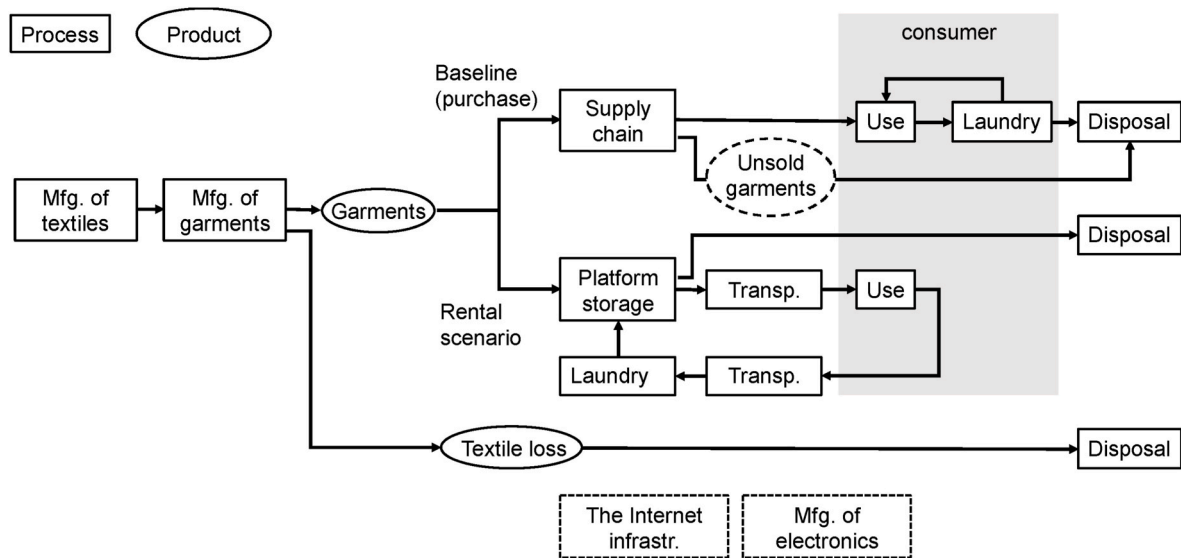 Process
Product
consumer
Baseline
(purchase)
Supply
chain
Use
Laundry
Disposal
Unsold
garments
Mfg. of
textiles
Mfg. of
garments
Garments
Disposal
Platform
storage
Transp.
Use
Rental
scenario
Laundry
Transp.
Textile loss
Disposal
The Internet
infrastr.
Mfg. of
electronics